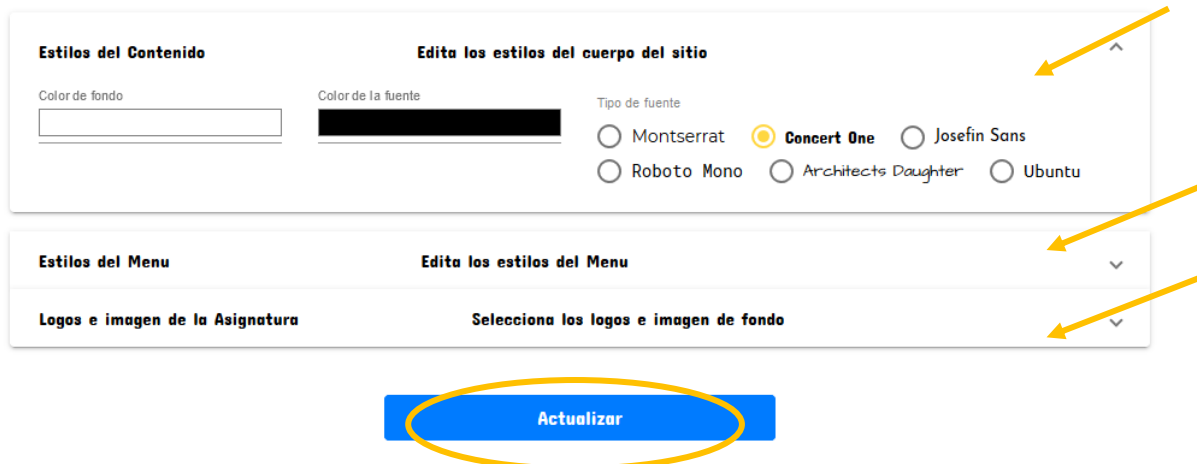 Estilos del Contenido Edita los estilos del cuerpo del sitio
Color de fondo Color de la fuente Tipo de fuente
Montserrat Concert One Josefin Sans
Roboto Mono Architects Daughter Ubuntu
Estilos del Menu Edita los estilos del Menu
Logos e imagen de la Asignatura Selecciona los logos e imagen de fondo
Actualizar